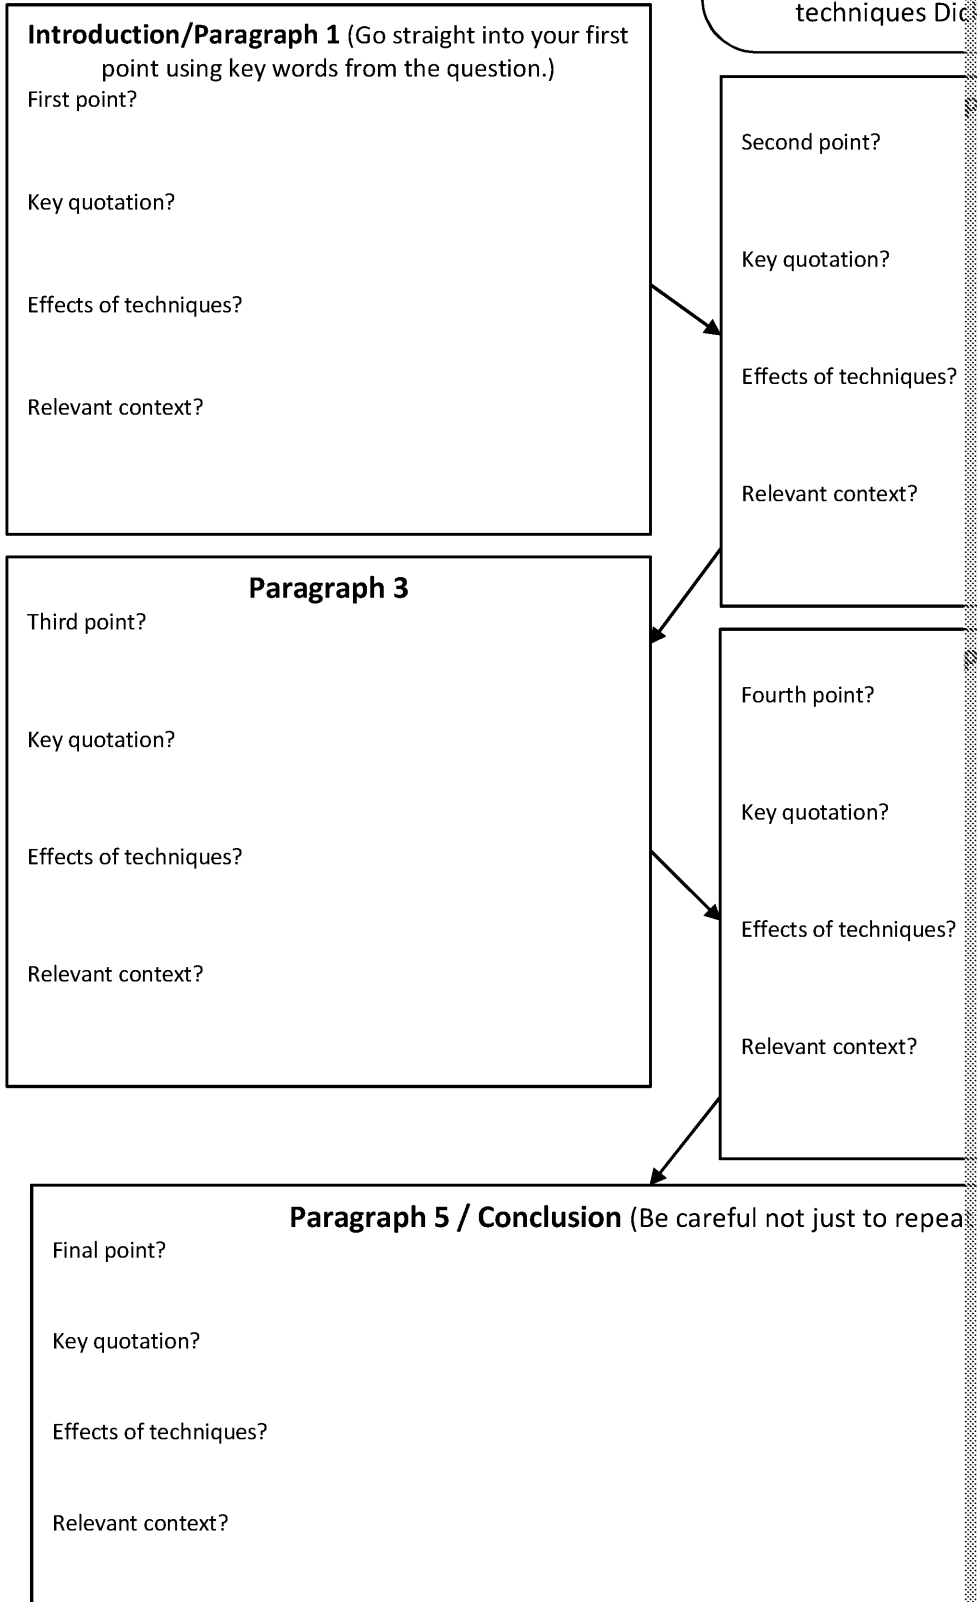 techniques
Introduction/Paragraph 1 (Go straight into your first
point using key words from the question.)
First point?
Key quotation?
Effects of techniques?
Relevant context?
Second point?
Key quotation?
Effects of techniques?
Relevant context?
Paragraph 3
Third point?
Key quotation?
Effects of techniques?
Relevant context?
Fourth point?
Key quotation?
Effects of techniques?
Relevant context?
Paragraph 5 / Conclusion (Be careful not just to
Final point?
Key quotation?
Effects of techniques?
Relevant context?